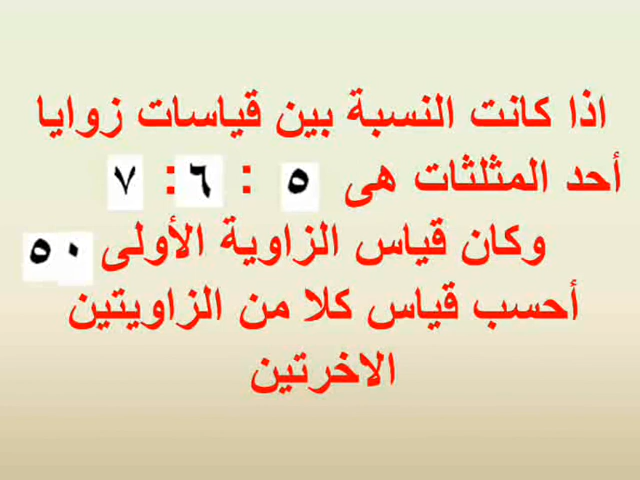 اذا كانت النسبة بين قياسات زوايا
أحد المثلثات هى ٥ : ٦ : ٧
وكان قياس الزاوية الأولى ٥٠
أحسب قياس كلا من الزاويتين
الاخرتين